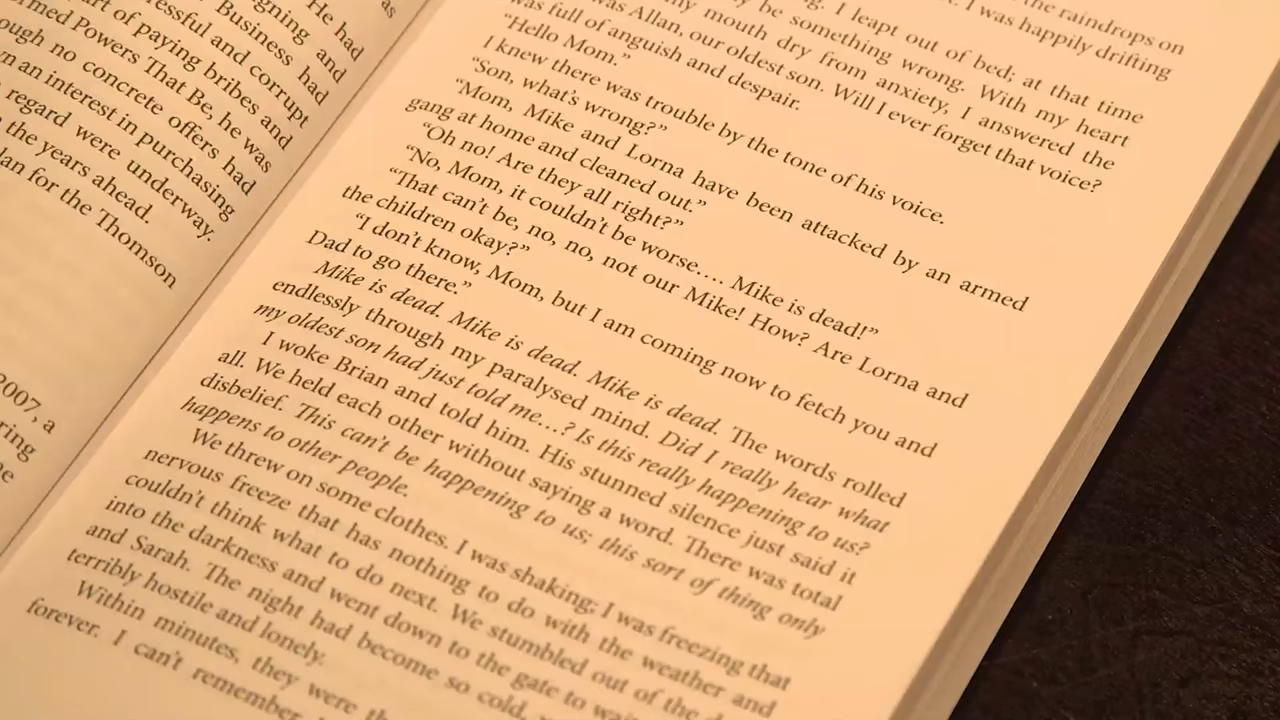 He had
as
igning and
Business had
essful and corrupt
art of paying bribes and
rmed Powers That Be, he was
ough no concrete offers had
wn an interest in purchasing
regard were underway.
the years ahead.
lan for the Thomson
2007, a
ring
the raindrops on
I was happily drifting
I leapt out of bed; at that time
be something wrong. With my heart
my mouth dry from anxiety, I answered the
was Allan, our oldest son. Will I ever forget that voice?
was full of anguish and despair.
“Hello Mom.”
I knew there was trouble by the tone of his voice.
“Son, what’s wrong?”
“Mom, Mike and Lorna have been attacked by an armed
gang at home and cleaned out.”
“Oh no! Are they all right?”
“No, Mom, it couldn’t be worse… Mike is dead!”
“That can’t be, no, no, not our Mike! How? Are Lorna and
the children okay?”
“I don’t know, Mom, but I am coming now to fetch you and
Dad to go there.”
Mike is dead. Mike is dead. Mike is dead. The words rolled
endlessly through my paralysed mind. Did I really hear what
my oldest son had just told me…? Is this really happening to us?
I woke Brian and told him. His stunned silence just said it
all. We held each other without saying a word. There was total
disbelief. This can’t be happening to us; this sort of thing only
happens to other people.
We threw on some clothes. I was shaking; I was freezing that
nervous freeze that has nothing to do with the weather and
couldn’t think what to do next. We stumbled out of the
into the darkness and went down to the gate to
and Sarah. The night had become so cold,
terribly hostile and lonely.
Within minutes, they were
forever. I can’t remember